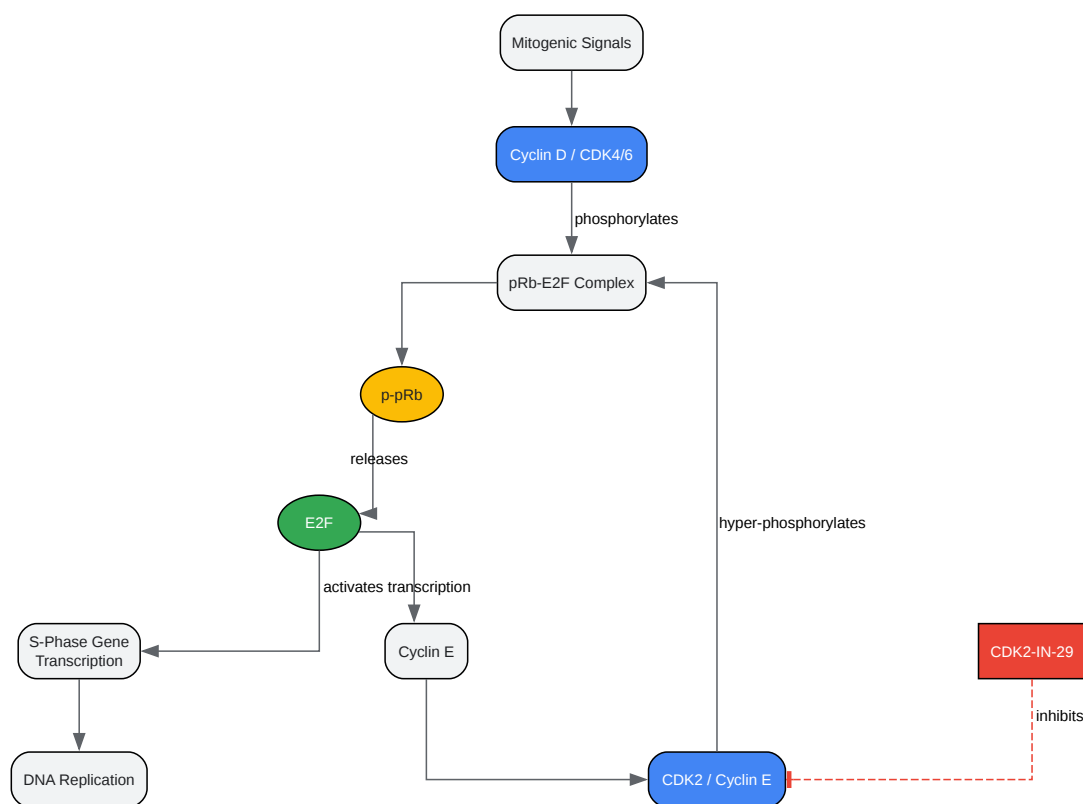 Mitogenic Signals
Cyclin D / CDK4/6
phosphorylates
pRb-E2F Complex
p-pRb
releases
E2F
hyper-phosphorylates
activates transcription
S-Phase Gene
Transcription
Cyclin E
CDK2-IN-29
inhibits
DNA Replication
CDK2 / Cyclin E